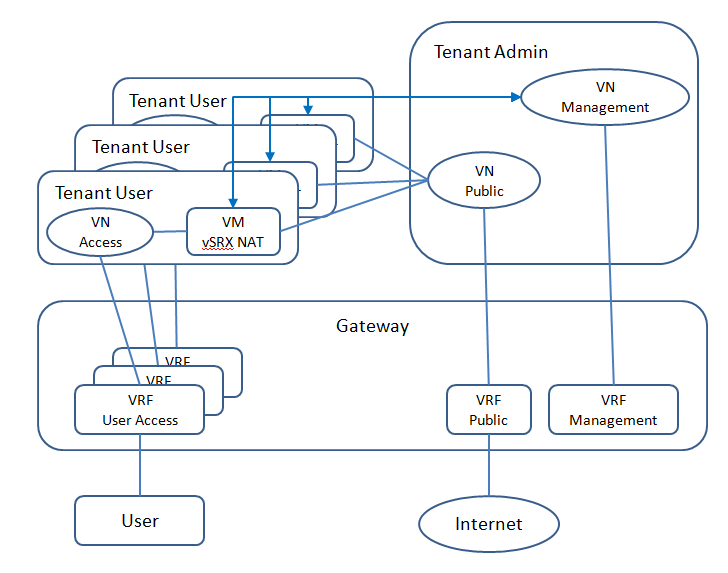 Tenant Admin
VN
Management
Tenant User
Tenant User
VN
Public
Tenant User
VN
Access
VM
vSRX NAT
Gateway
VRF
VRF
VRF
User Access
VRF
Public
VRF
Management
User
Internet